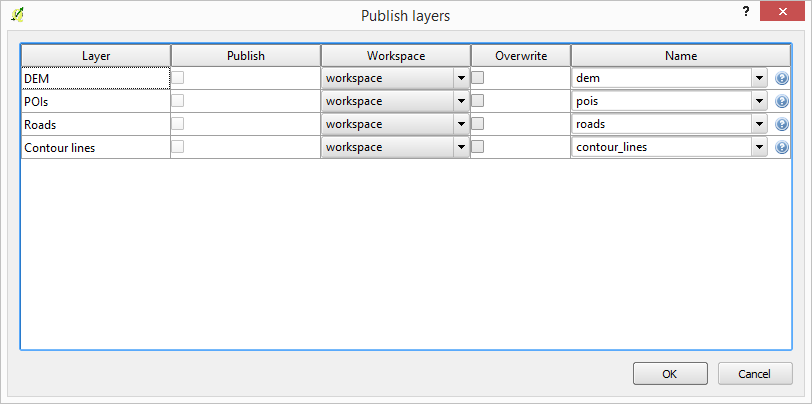 Publish layers
?
Layer Publish Workspace Overwrite Name
DEM workspace dem ?
POIs workspace pois ?
Roads workspace roads ?
Contour lines workspace contour_lines ?
OK Cancel